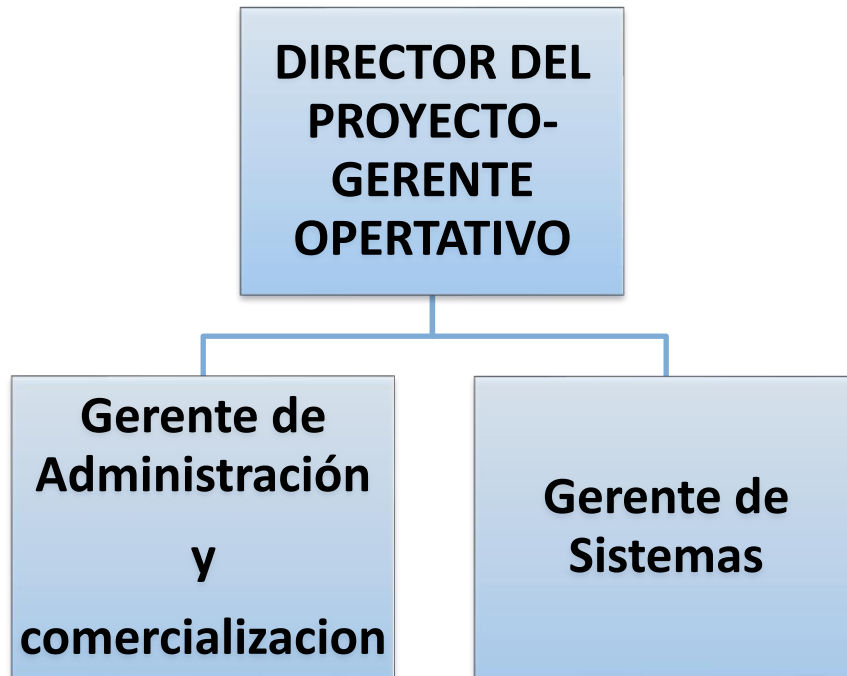 DIRECTOR DEL
PROYECTO-
GERENTE
OPERTATIVO
Gerente de
Administración
y
comercializacion
Gerente de
Sistemas